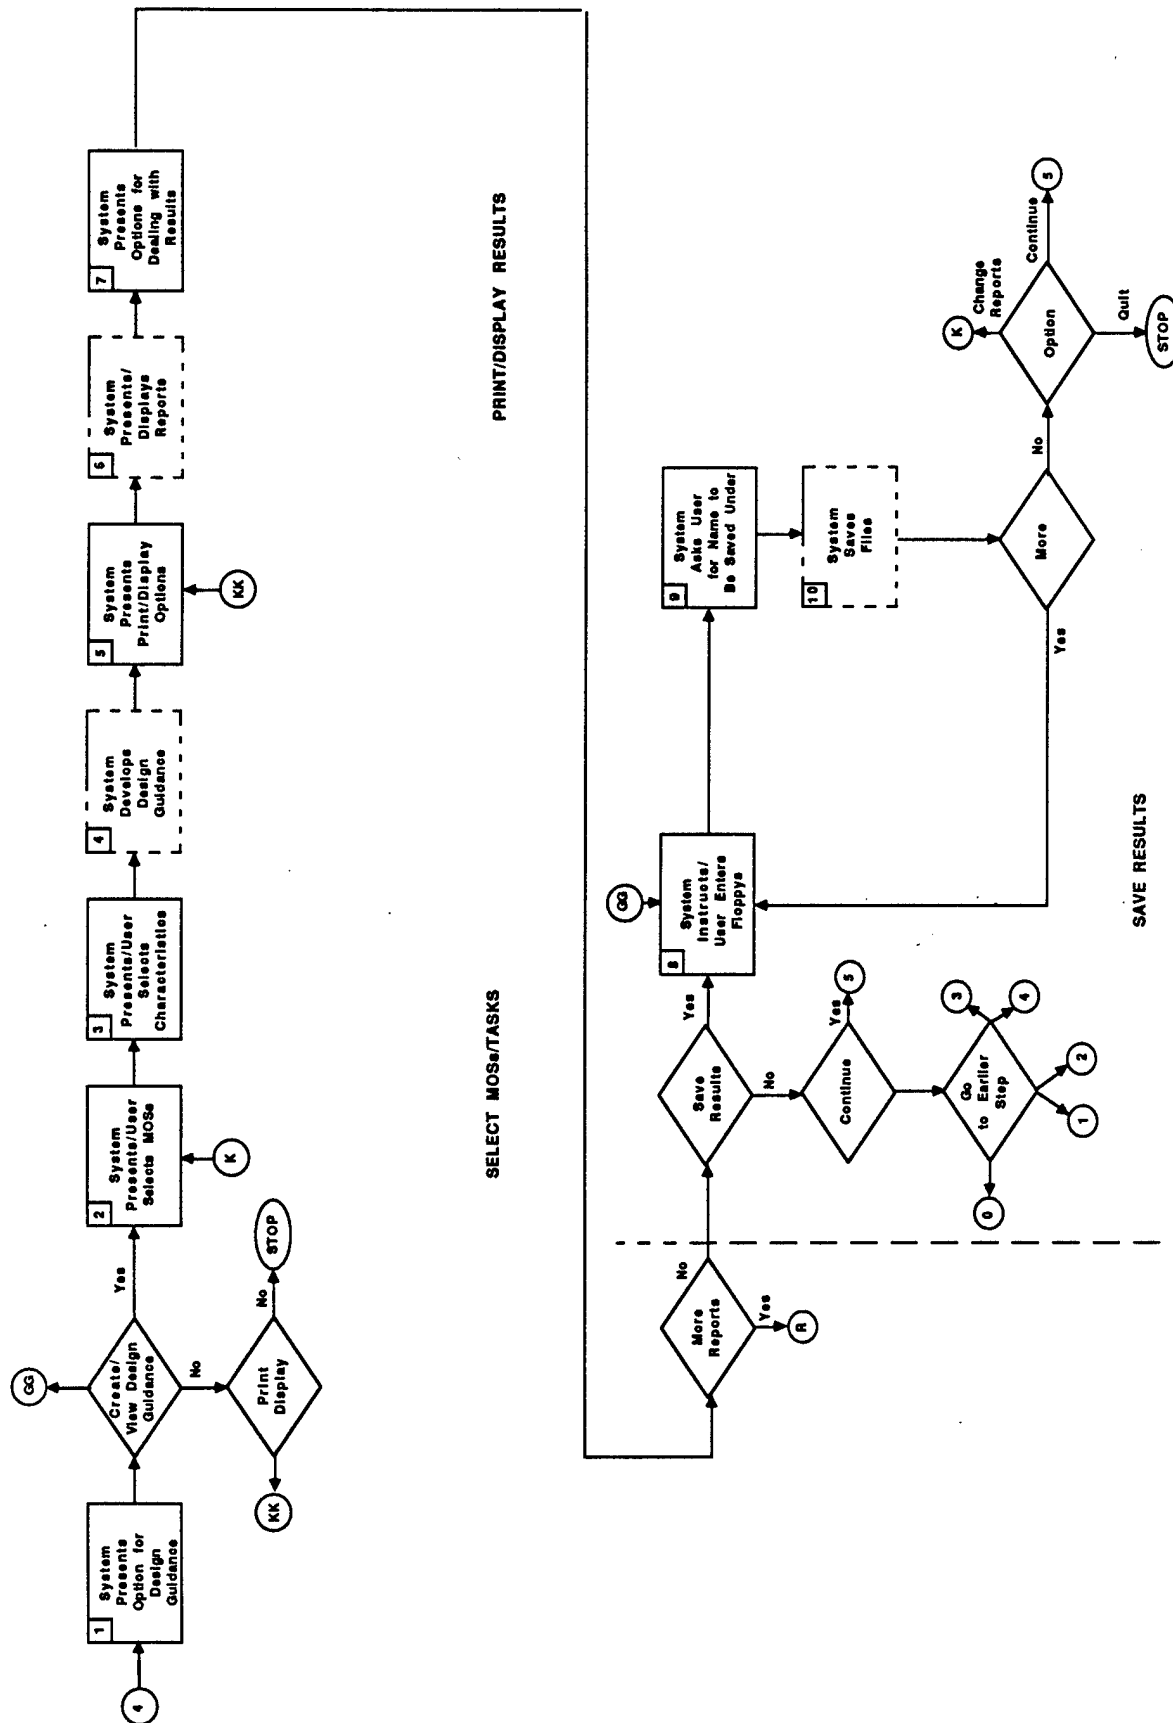 4
1
System
Presents
Option for
Design
Guidance
GG
Create/
View Design
Guidance
Yes
No
Print
Display
No
STOP
KK
2
System
Presents/User
Selects MOSs
K
3
System
Presents/User
Selects
Characteristics
4
System
Develops
Design
Guidance
5
System
Presents
Print/Display
Options
KK
6
System
Presents/
Displays
Reports
7
System
Presents
Options for
Dealing with
Results
SELECT MOSs/TASKS
PRINT/DISPLAY RESULTS
More
Reports
No
Yes
R
Save
Results
Yes
No
Continue
Yes
5
Go
to Earlier
Step
0
1
2
3
4
GG
8
System
Instructs/
User Enters
Floppys
9
System
Asks User
for Name to
Be Saved Under
10
System
Saves
Files
More
Yes
No
Option
K
Change
Reports
Continue
5
Quit
STOP
SAVE RESULTS